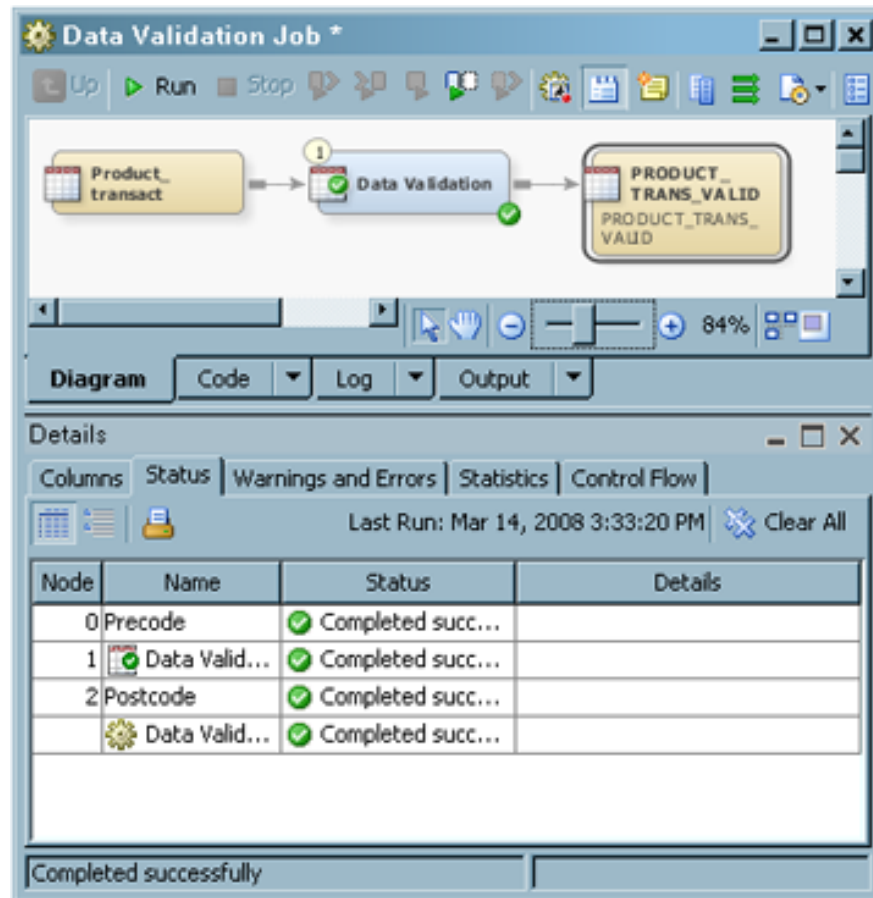 Data Validation Job *
Up Run Stop
1
Product_
transact
Data Validation
PRODUCT_
TRANS_VALID
PRODUCT_TRANS_
VALID
84%
Diagram Code Log Output
Details
Columns Status Warnings and Errors Statistics Control Flow
Last Run: Mar 14, 2008 3:33:20 PM Clear All
Node Name Status Details
0 Precode Completed succ...
1 Data Valid... Completed succ...
2 Postcode Completed succ...
Data Valid... Completed succ...
Completed successfully